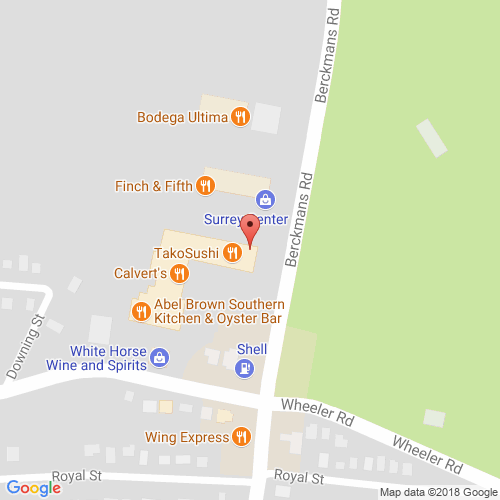 Berckmans Rd
Bodega Ultima
Finch & Fifth
Berckmans Rd
Surrey Center
TakoSushi
Calvert's
Abel Brown Southern
Kitchen & Oyster Bar
Downing St
White Horse
Wine and Spirits
Shell
Wheeler Rd
Wing Express
Wheeler Rd
Royal St
Royal St
Google
Map data ©2018 Google